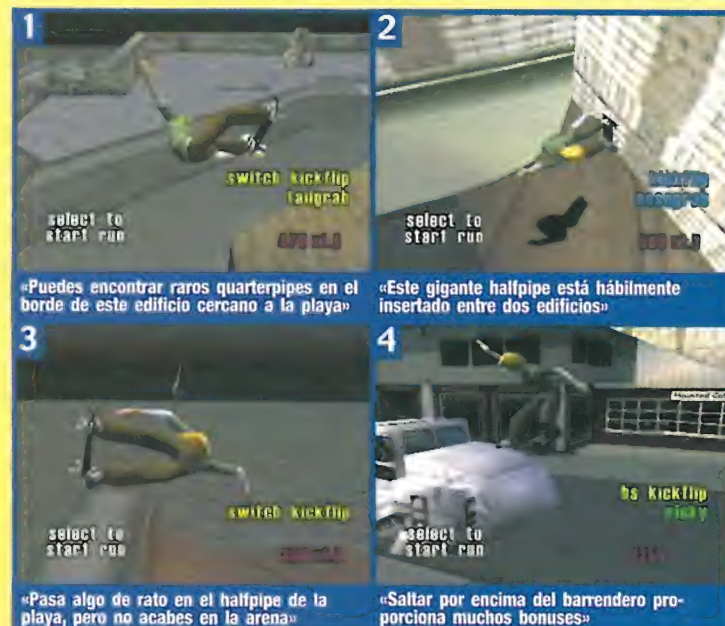 1
switch kickflip
tailgrab
select to
start run
«Puedes encontrar raros quarterpipes en el
borde de este edificio cercano a la playa»
2
kickflip
nosegrab
select to
start run
«Este gigante halfpipe está hábilmente
insertado entre dos edificios»
3
switch kickflip
select to
start run
«Pasa algo de rato en el halfpipe de la
playa, pero no acabes en la arena»
4
bs kickflip
select to
start run
«Saltar por encima del barrendero pro-
porciona muchos bonuses»